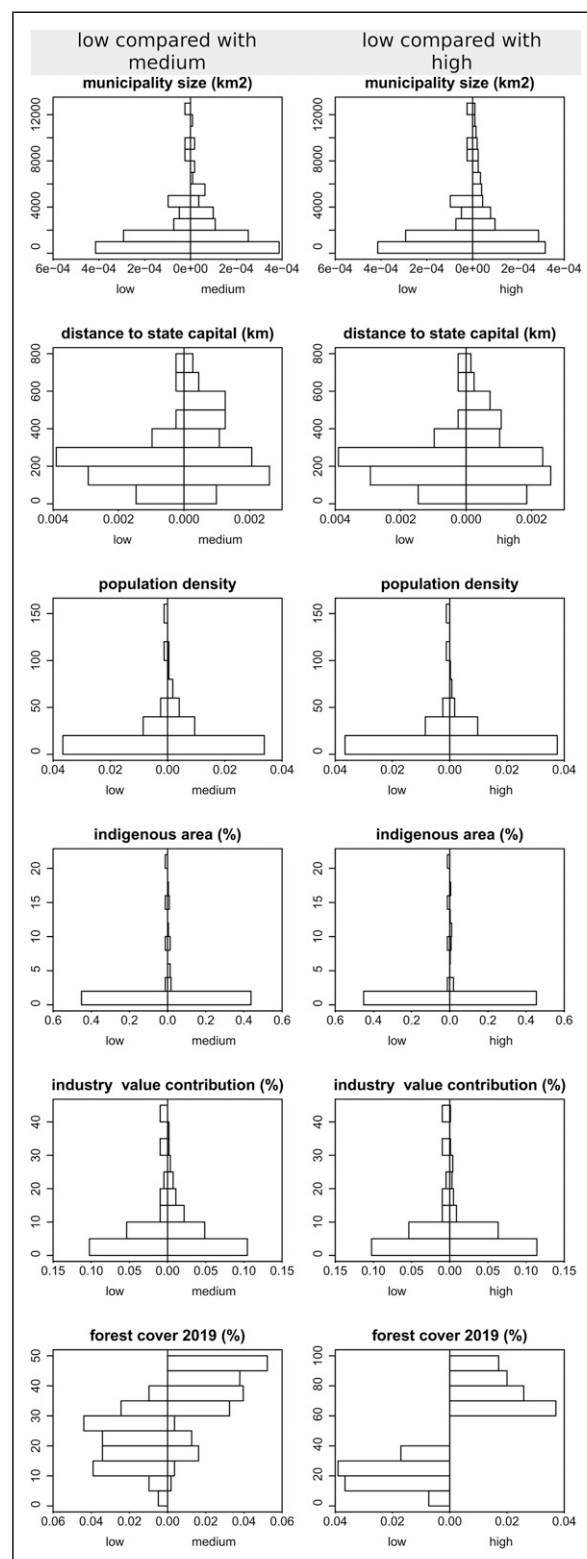 low compared with
medium
low compared with
high
municipality size (km2)
municipality size (km2)
12000
8000
4000
0
6e−04 4e−04 2e−04 0e+00 2e−04 4e−04
low medium
12000
8000
4000
0
6e−04 4e−04 2e−04 0e+00 2e−04 4e−04
low high
distance to state capital (km)
800
600
400
200
0
0.004 0.002 0.000 0.002
low medium
distance to state capital (km)
800
600
400
200
0
0.004 0.002 0.000 0.002
low high
population density
150
100
50
0
0.04 0.02 0.00 0.02 0.04
low medium
population density
150
100
50
0
0.04 0.02 0.00 0.02 0.04
low high
indigenous area (%)
20
15
10
5
0
0.6 0.4 0.2 0.0 0.2 0.4 0.6
low medium
indigenous area (%)
20
15
10
5
0
0.6 0.4 0.2 0.0 0.2 0.4 0.6
low high
industry value contribution (%)
40
30
20
10
0
0.15 0.10 0.05 0.00 0.05 0.10 0.15
low medium
industry value contribution (%)
40
30
20
10
0
0.15 0.10 0.05 0.00 0.05 0.10 0.15
low high
forest cover 2019 (%)
50
40
30
20
10
0
0.06 0.04 0.02 0.00 0.02 0.04 0.06
low medium
forest cover 2019 (%)
100
80
60
40
20
0
0.04 0.02 0.00 0.02 0.04
low high